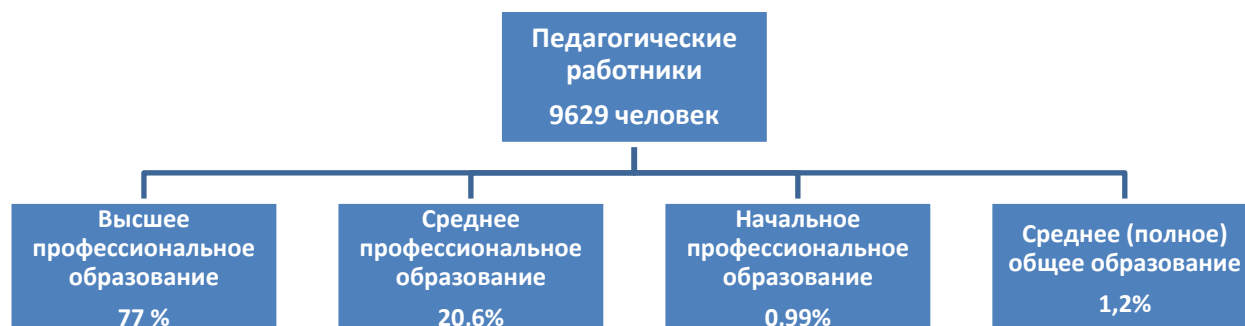 Педагогические
работники
9629 человек
Высшее
профессиональное
образование
77 %
Среднее
профессиональное
образование
20,6%
Начальное
профессиональное
образование
0,99%
Среднее (полное)
общее образование
1,2%